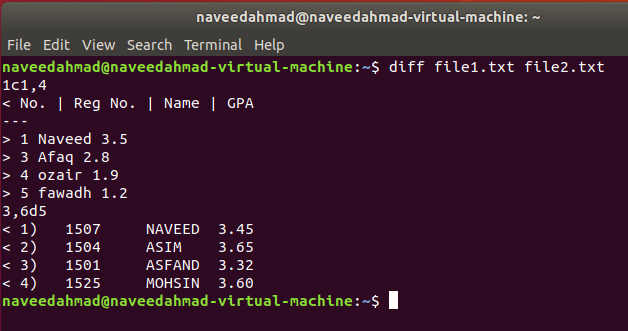 naveedahmad@naveedahmad-virtual-machine: ~
File Edit View Search Terminal Help
naveedahmad@naveedahmad-virtual-machine:~$ diff file1.txt file2.txt
1c1,4
< No. | Reg No. | Name | GPA
---
> 1 Naveed 3.5
> 3 Afaq 2.8
> 4 ozair 1.9
> 5 fawadh 1.2
3,6d5
< 1)   1507     NAVEED  3.45
< 2)   1504     ASIM    3.65
< 3)   1501     ASFAND  3.32
< 4)   1525     MOHSIN  3.60
naveedahmad@naveedahmad-virtual-machine:~$